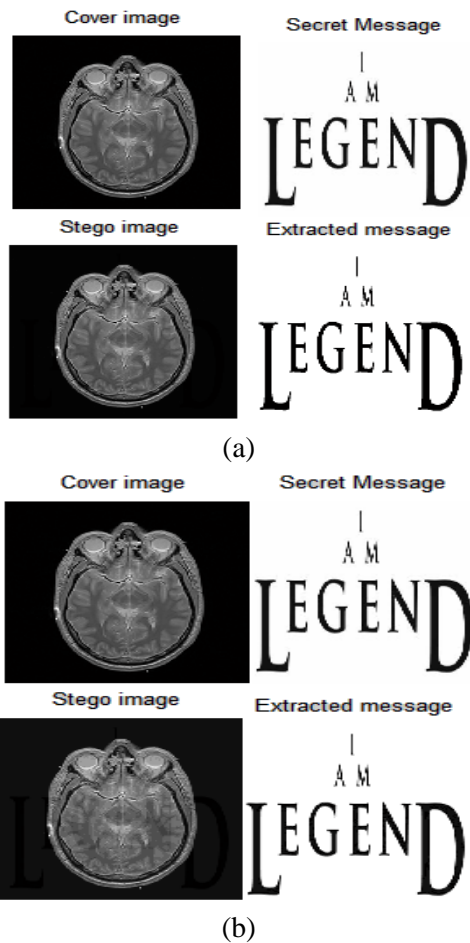 Cover image
Secret Message
I
A M
LEGEND
Stego image
Extracted message
I
A M
LEGEND
(a)
Cover image
Secret Message
I
A M
LEGEND
Stego image
Extracted message
I
A M
LEGEND
(b)